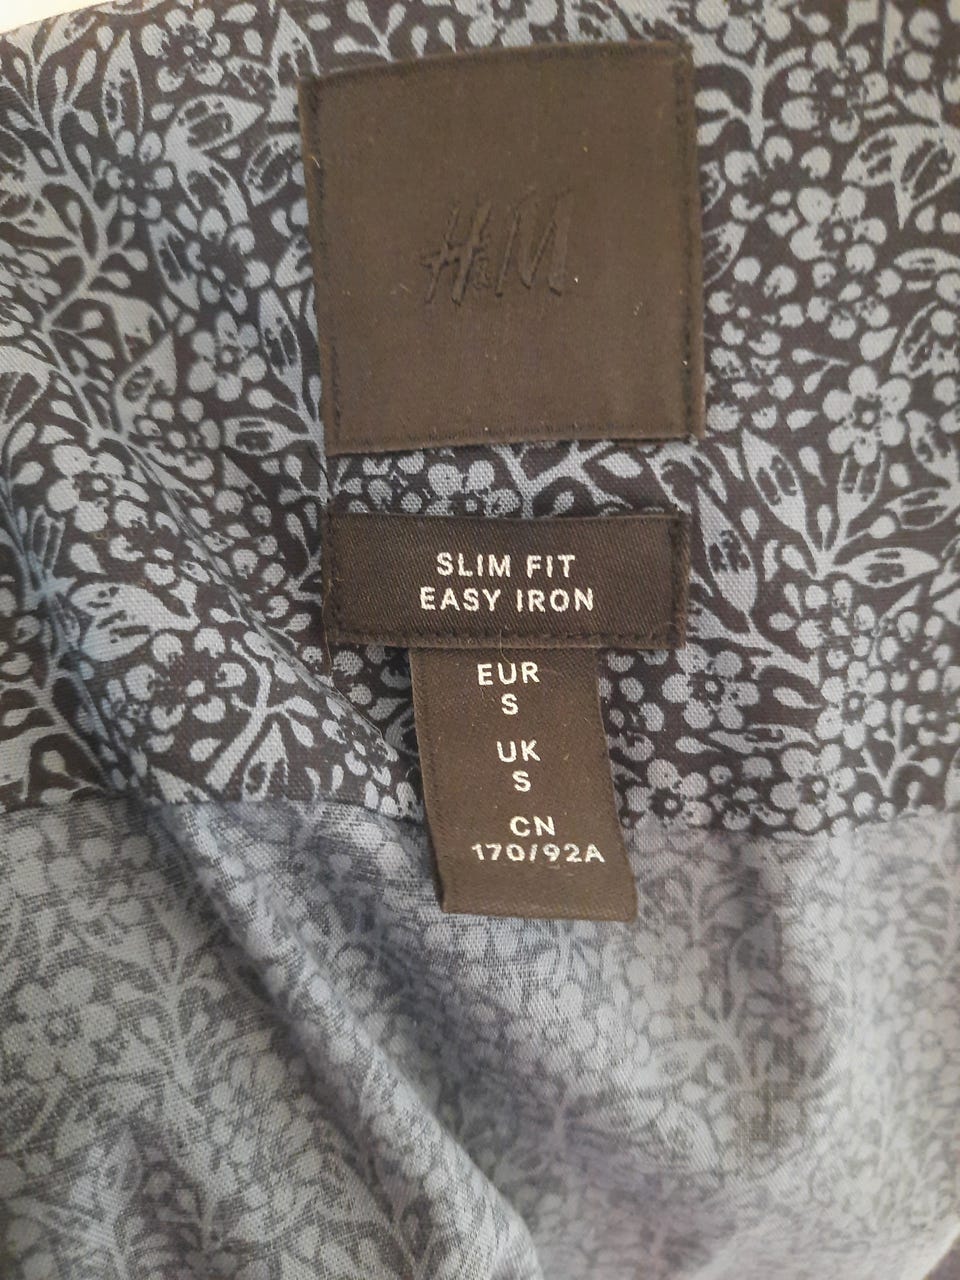 H&M
SLIM FIT
EASY IRON
EUR
S
UK
S
CN
170/92A